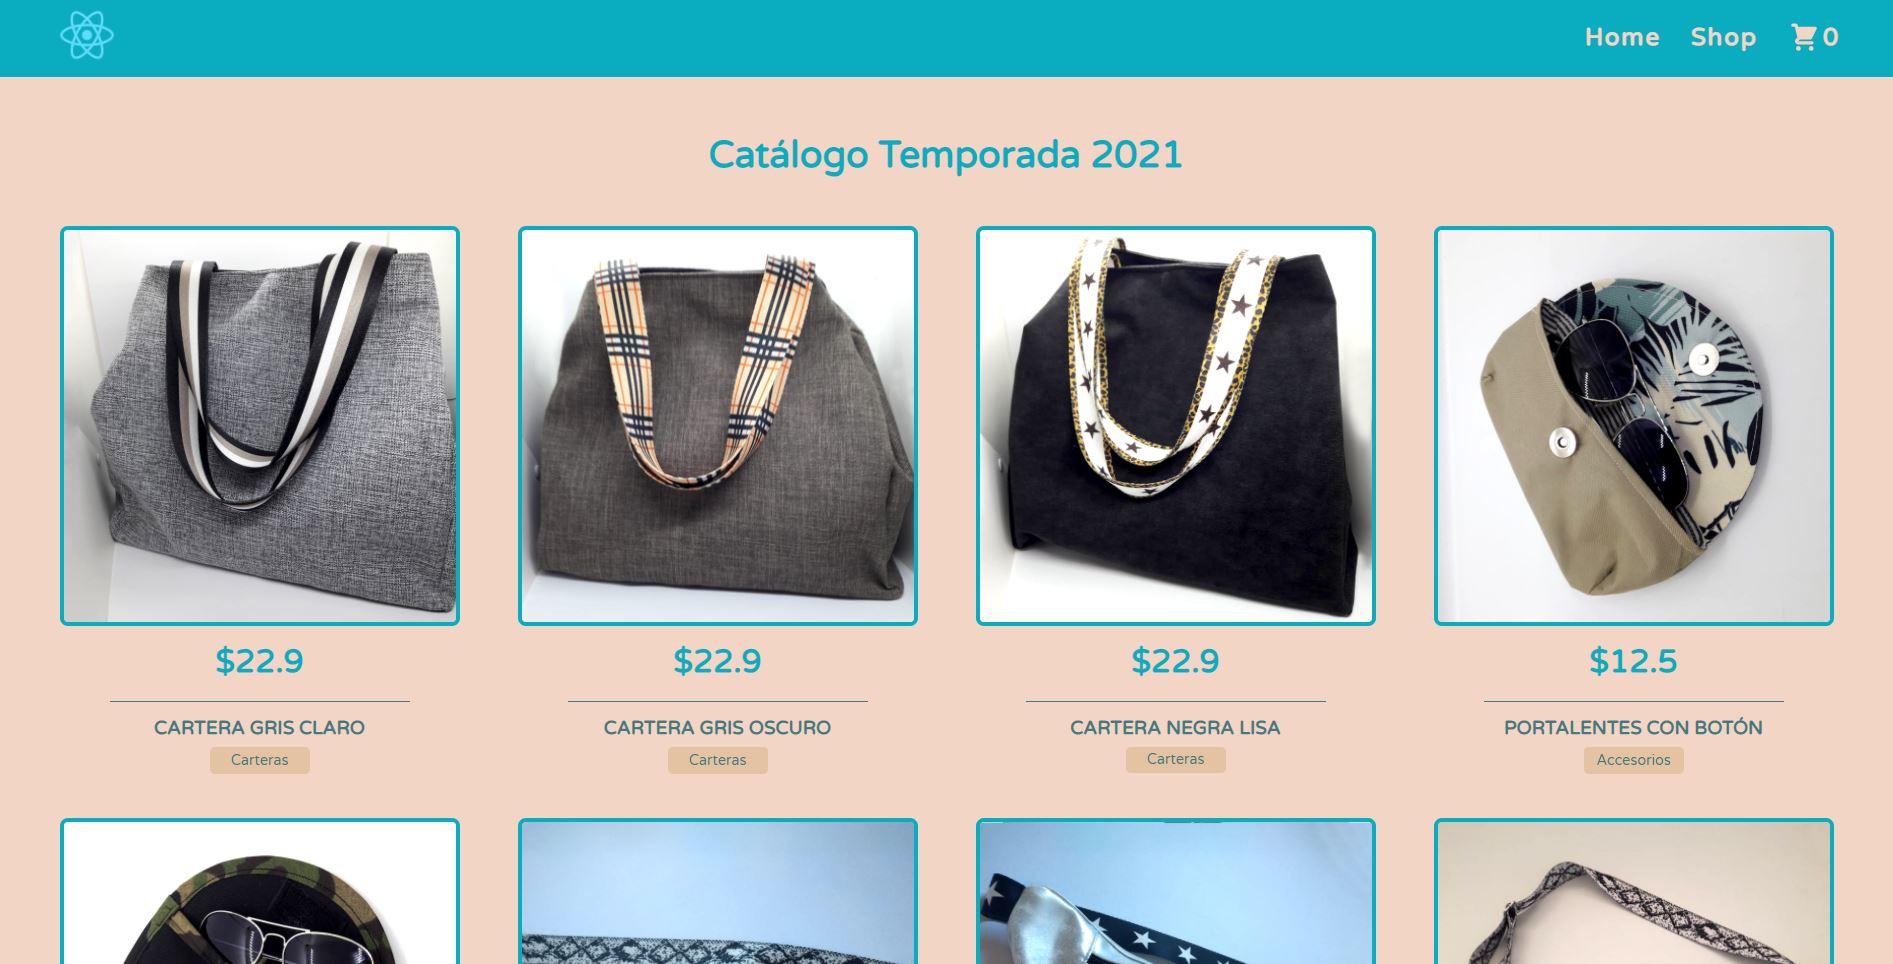 Home Shop 0
Catálogo Temporada 2021
$22.9 $22.9 $22.9 $12.5
CARTERA GRIS CLARO CARTERA GRIS OSCURO CARTERA NEGRA LISA PORTALENTES CON BOTÓN
Carteras Carteras Carteras Accesorios